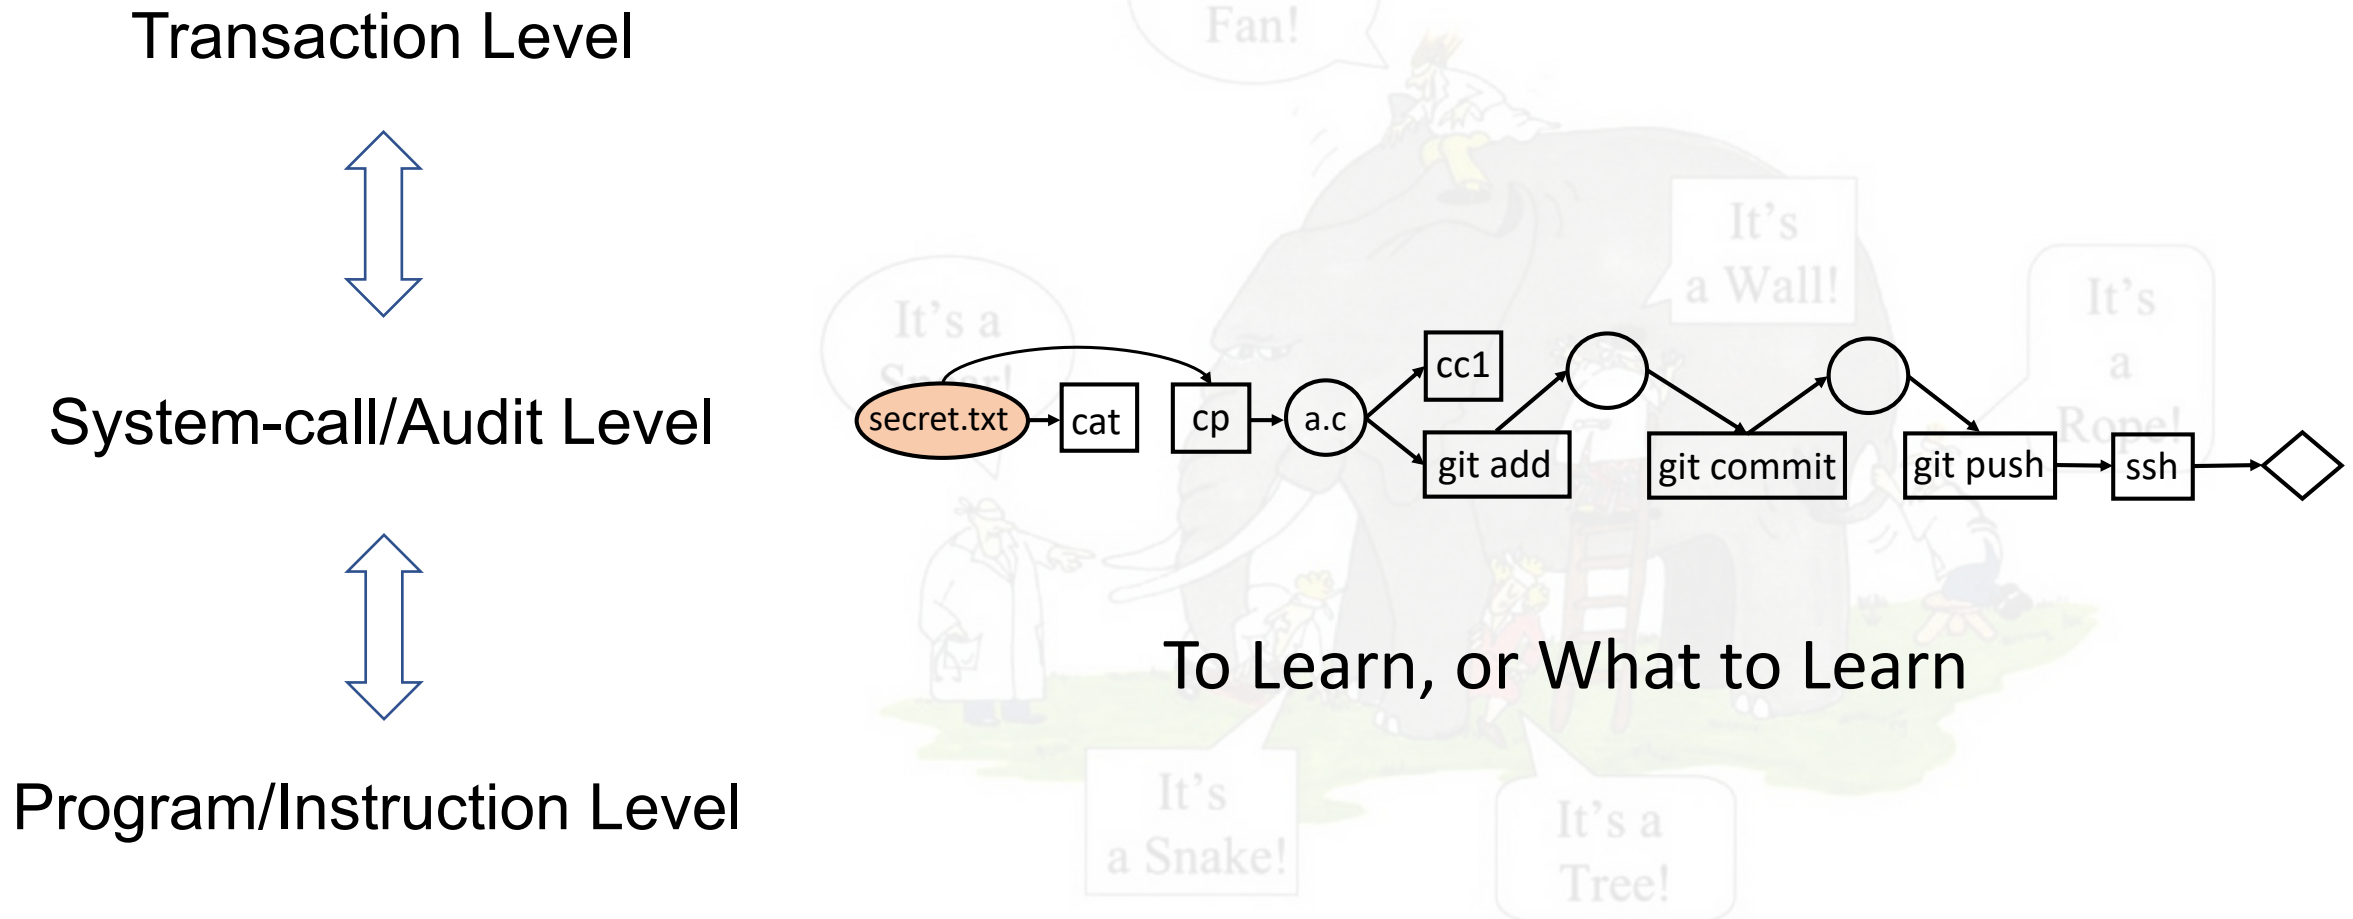 Transaction Level
System-call/Audit Level
Program/Instruction Level
Fan!
It's
a Wall!
It's a
Spear!
It's
a
Rope!
secret.txt
cat
cp
a.c
cc1
git add
git commit
git push
ssh
To Learn, or What to Learn
It's
a Snake!
It's a
Tree!